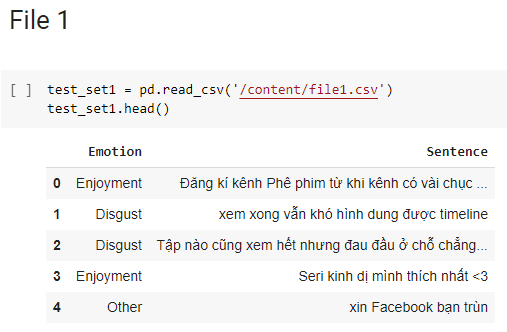 File 1
[ ] test_set1 = pd.read_csv('/content/file1.csv')
test_set1.head()
Emotion Sentence
0 Enjoyment Đăng kí kênh Phê phim từ khi kênh có vài chục ...
1 Disgust xem xong vẫn khó hình dung được timeline
2 Disgust Tập nào cũng xem hết nhưng đau đầu ở chỗ chẳng...
3 Enjoyment Seri kinh dị mình thích nhất <3
4 Other xin Facebook bạn trùn